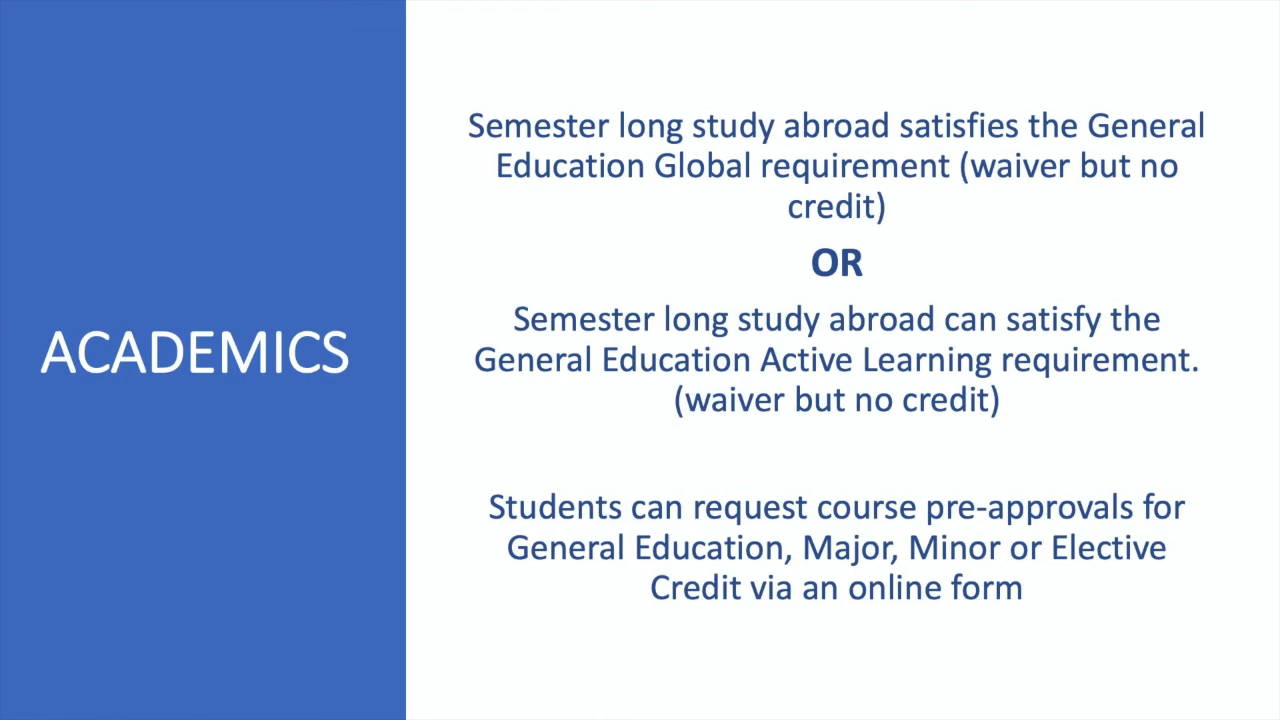 ACADEMICS
Semester long study abroad satisfies the General
Education Global requirement (waiver but no
credit)
OR
Semester long study abroad can satisfy the
General Education Active Learning requirement.
(waiver but no credit)
Students can request course pre-approvals for
General Education, Major, Minor or Elective
Credit via an online form